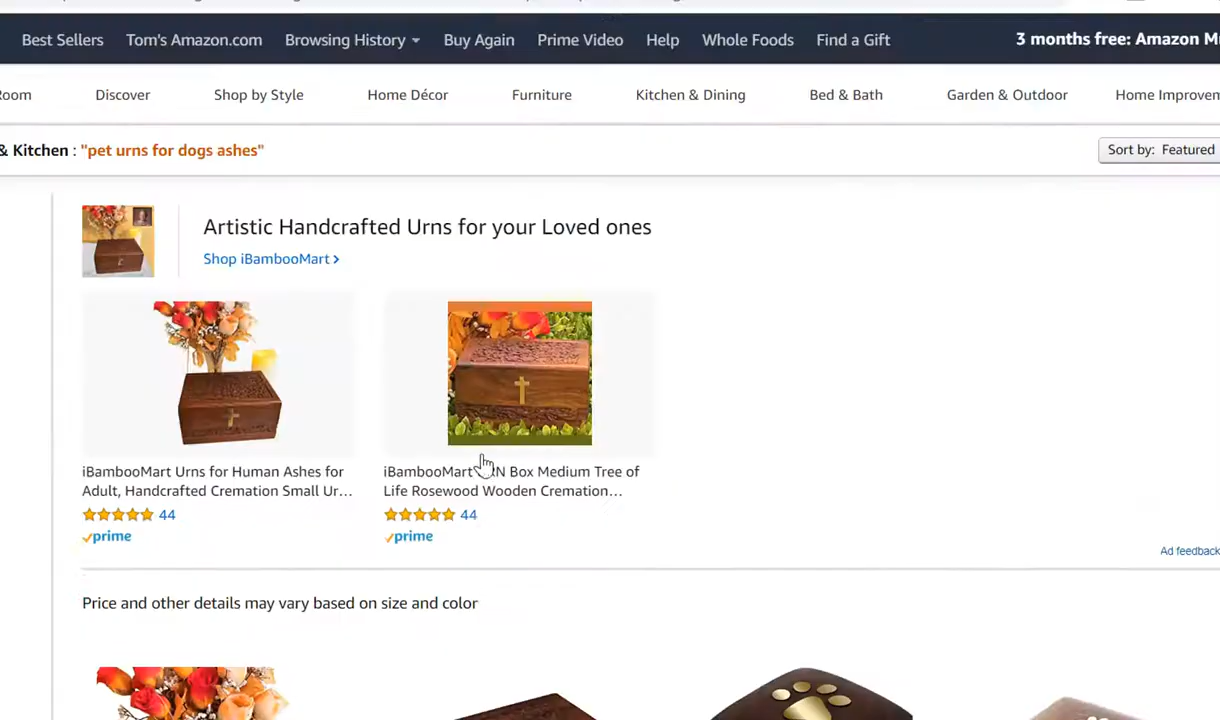 Best Sellers Tom's Amazon.com Browsing History Buy Again Prime Video Help Whole Foods Find a Gift 3 months free: Amazon M
Room Discover Shop by Style Home Décor Furniture Kitchen & Dining Bed & Bath Garden & Outdoor Home Improvem
& Kitchen : "pet urns for dogs ashes" Sort by: Featured
Artistic Handcrafted Urns for your Loved ones
Shop iBambooMart ›
iBambooMart Urns for Human Ashes for
Adult, Handcrafted Cremation Small Ur...
44
prime
iBambooMart Box Medium Tree of
Life Rosewood Wooden Cremation...
44
prime
Ad feedback
Price and other details may vary based on size and color